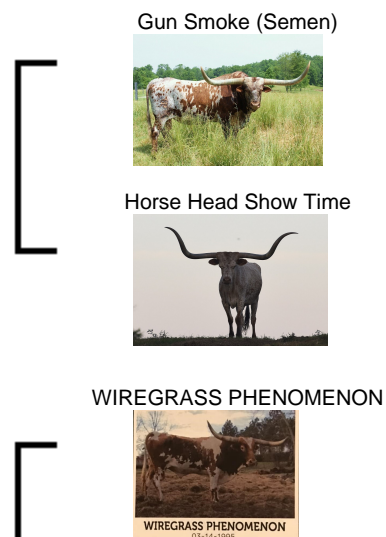 Gun Smoke (Semen)
Horse Head Show Time
WIREGRASS PHENOMENON
WIREGRASS PHENOMENON
03-14-1995